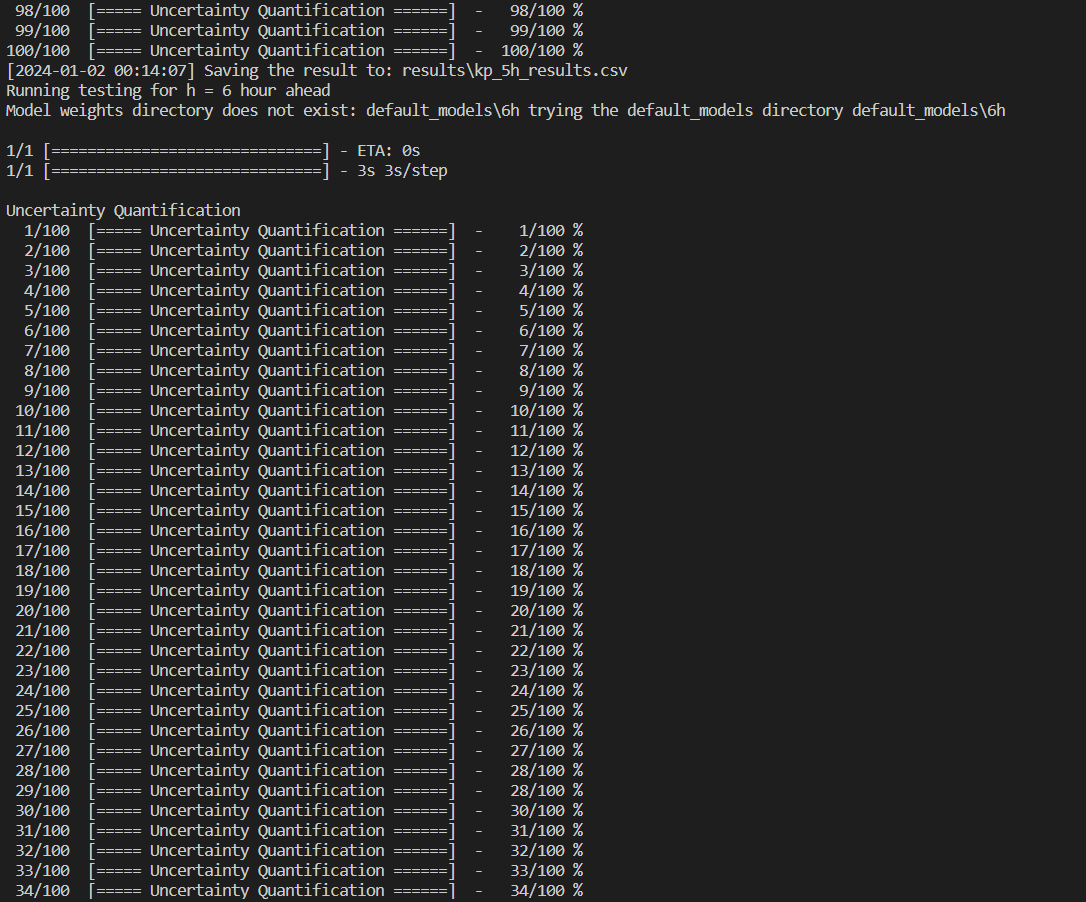 98/100 [===== Uncertainty Quantification ======] - 98/100 %
99/100 [===== Uncertainty Quantification ======] - 99/100 %
100/100 [===== Uncertainty Quantification ======] - 100/100 %
[2024-01-02 00:14:07] Saving the result to: results\kp_5h_results.csv
Running testing for h = 6 hour ahead
Model weights directory does not exist: default_models\6h trying the default_models directory default_models\6h
1/1 [==============================] - ETA: 0s
1/1 [==============================] - 3s 3s/step
Uncertainty Quantification
1/100 [===== Uncertainty Quantification ======] - 1/100 %
2/100 [===== Uncertainty Quantification ======] - 2/100 %
3/100 [===== Uncertainty Quantification ======] - 3/100 %
4/100 [===== Uncertainty Quantification ======] - 4/100 %
5/100 [===== Uncertainty Quantification ======] - 5/100 %
6/100 [===== Uncertainty Quantification ======] - 6/100 %
7/100 [===== Uncertainty Quantification ======] - 7/100 %
8/100 [===== Uncertainty Quantification ======] - 8/100 %
9/100 [===== Uncertainty Quantification ======] - 9/100 %
10/100 [===== Uncertainty Quantification ======] - 10/100 %
11/100 [===== Uncertainty Quantification ======] - 11/100 %
12/100 [===== Uncertainty Quantification ======] - 12/100 %
13/100 [===== Uncertainty Quantification ======] - 13/100 %
14/100 [===== Uncertainty Quantification ======] - 14/100 %
15/100 [===== Uncertainty Quantification ======] - 15/100 %
16/100 [===== Uncertainty Quantification ======] - 16/100 %
17/100 [===== Uncertainty Quantification ======] - 17/100 %
18/100 [===== Uncertainty Quantification ======] - 18/100 %
19/100 [===== Uncertainty Quantification ======] - 19/100 %
20/100 [===== Uncertainty Quantification ======] - 20/100 %
21/100 [===== Uncertainty Quantification ======] - 21/100 %
22/100 [===== Uncertainty Quantification ======] - 22/100 %
23/100 [===== Uncertainty Quantification ======] - 23/100 %
24/100 [===== Uncertainty Quantification ======] - 24/100 %
25/100 [===== Uncertainty Quantification ======] - 25/100 %
26/100 [===== Uncertainty Quantification ======] - 26/100 %
27/100 [===== Uncertainty Quantification ======] - 27/100 %
28/100 [===== Uncertainty Quantification ======] - 28/100 %
29/100 [===== Uncertainty Quantification ======] - 28/100 %
30/100 [===== Uncertainty Quantification ======] - 30/100 %
31/100 [===== Uncertainty Quantification ======] - 31/100 %
32/100 [===== Uncertainty Quantification ======] - 32/100 %
33/100 [===== Uncertainty Quantification ======] - 33/100 %
34/100 [===== Uncertainty Quantification ======] - 34/100 %